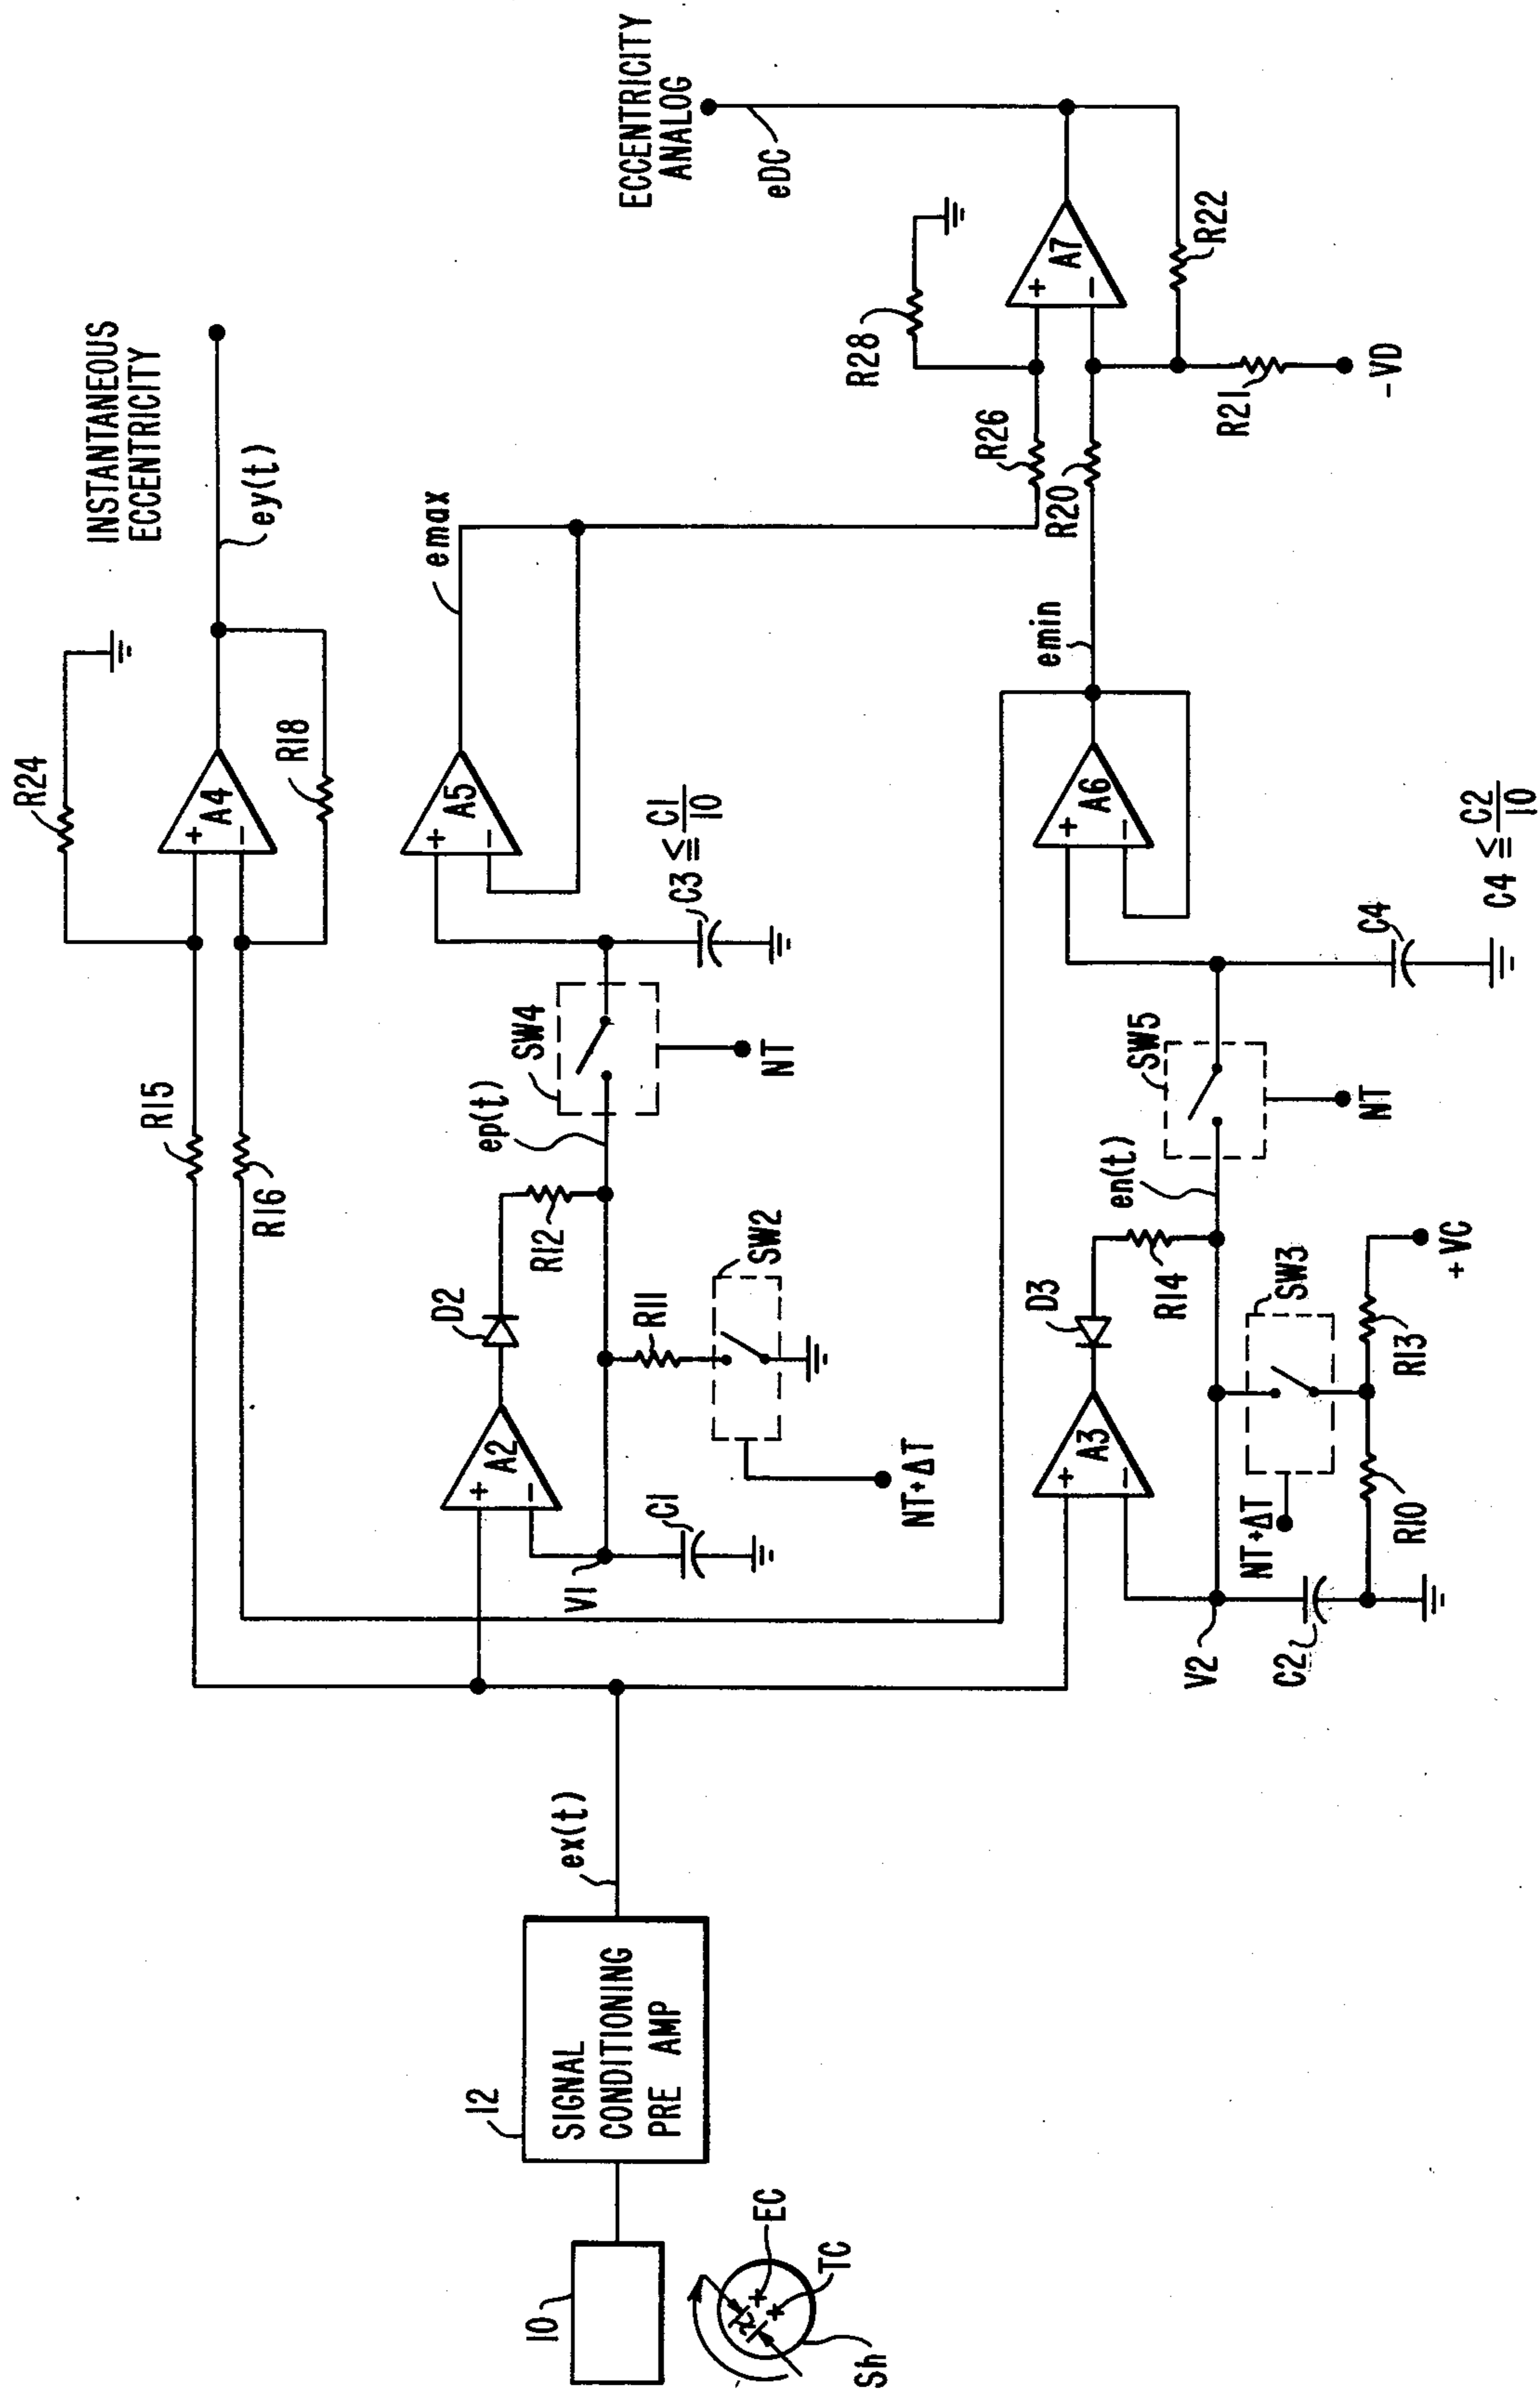 INSTANTANEOUS
ECCENTRICITY
ey(t)
R24
A4
+
−
R18
R15
R16
ECCENTRICITY
ANALOG
eDC
emax
A5
+
−
C3 ≦ C1/10
SW4
NT
ep(t)
R12
D2
A2
+
−
R11
SW2
NT+ΔT
V1
C1
R28
A7
+
−
R22
R26
R20
R21
-VD
emin
A6
+
−
C4
C4 ≦ C2/10
SW5
NT
en(t)
R14
D3
A3
+
−
SW3
NT+ΔT
+VC
R13
R10
V2
C2
ex(t)
12
SIGNAL
CONDITIONING
PRE AMP
10
EC
TC
Sh